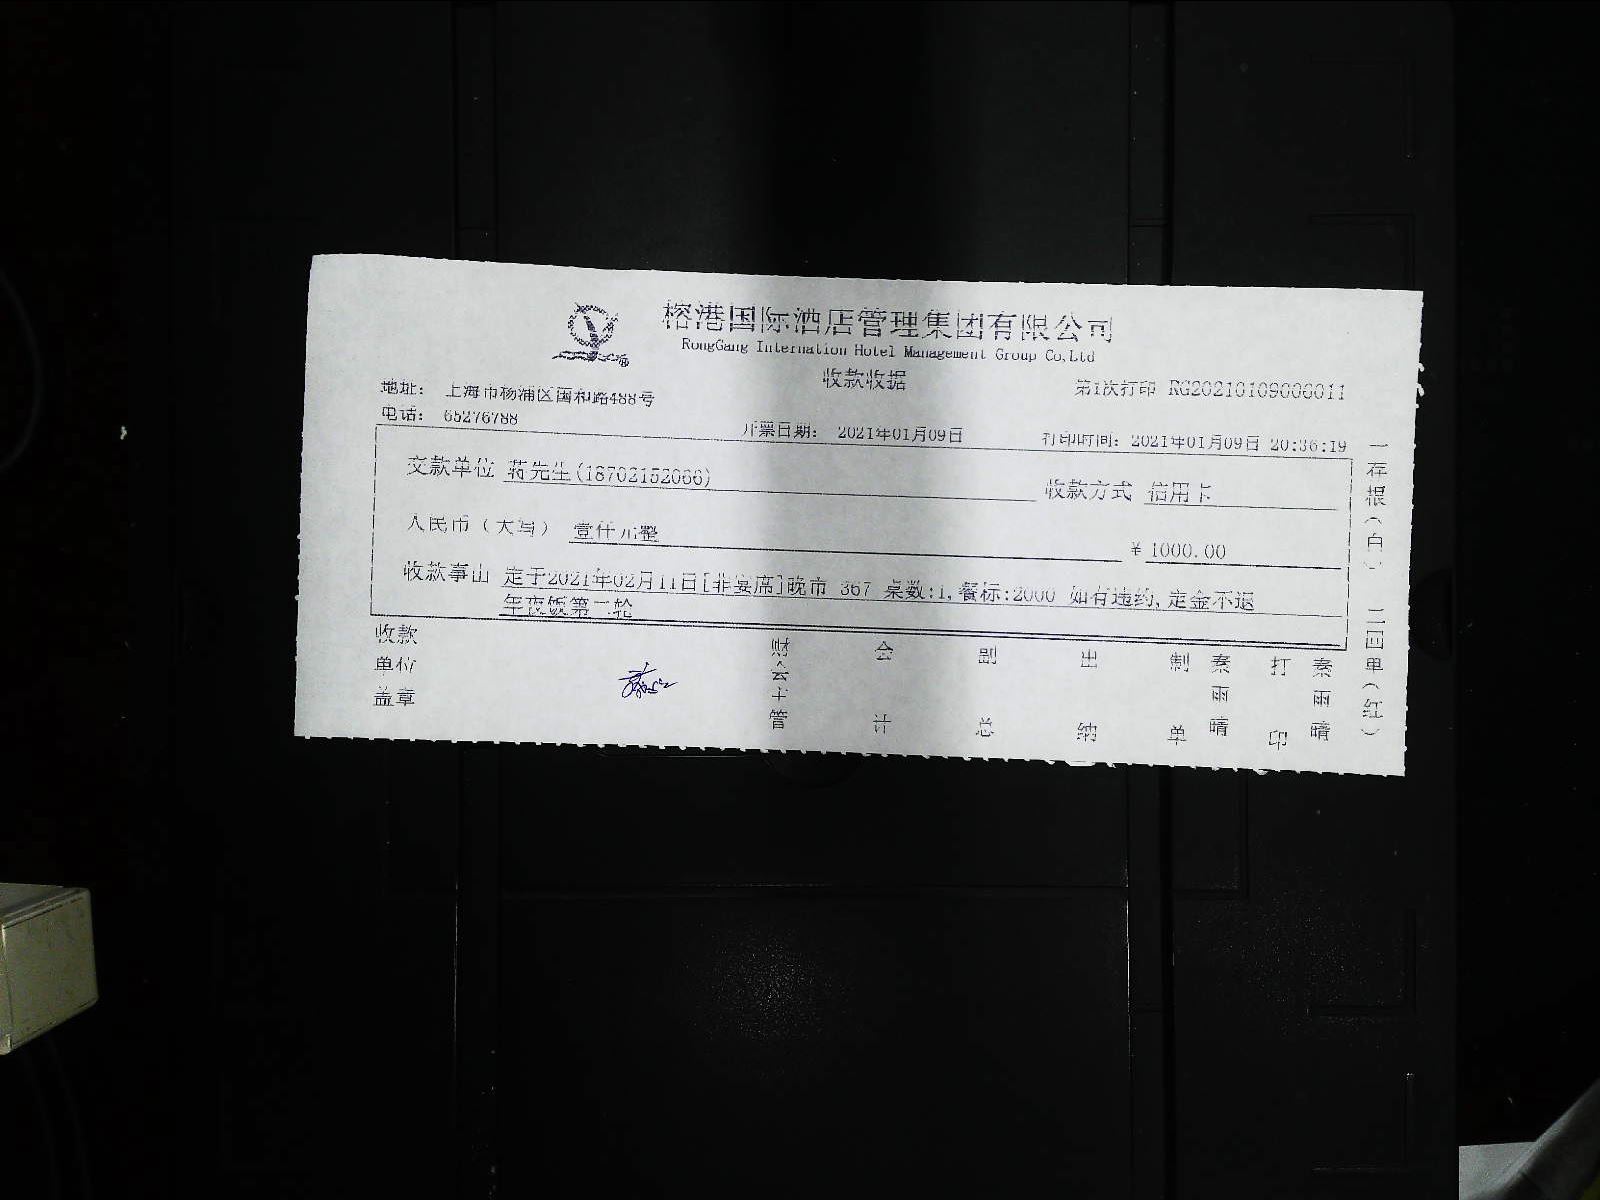 榕港国际酒店管理集团有限公司
RongGang Internation Hotel Management Group Co,Ltd
收款收据
第1次打印 RG20210109000011
地址: 上海市杨浦区国和路488号
电话: 65276788
开票日期: 2021年01月09日
打印时间: 2021年01月09日 20:36:19
交款单位 蒋先生(18702152066)
收款方式 信用卡
人民币(大写) 壹仟元整
¥ 1000.00
收款事由 定于2021年02月11日[非宴席]晚市 367 桌数:1,餐标:2000 如有违约,定金不退
年夜饭第二轮
收款单位盖章
财会主管
会计
副总
出纳
制单 秦雨晴
打印 秦雨晴
一存根(白) 二回单(红)